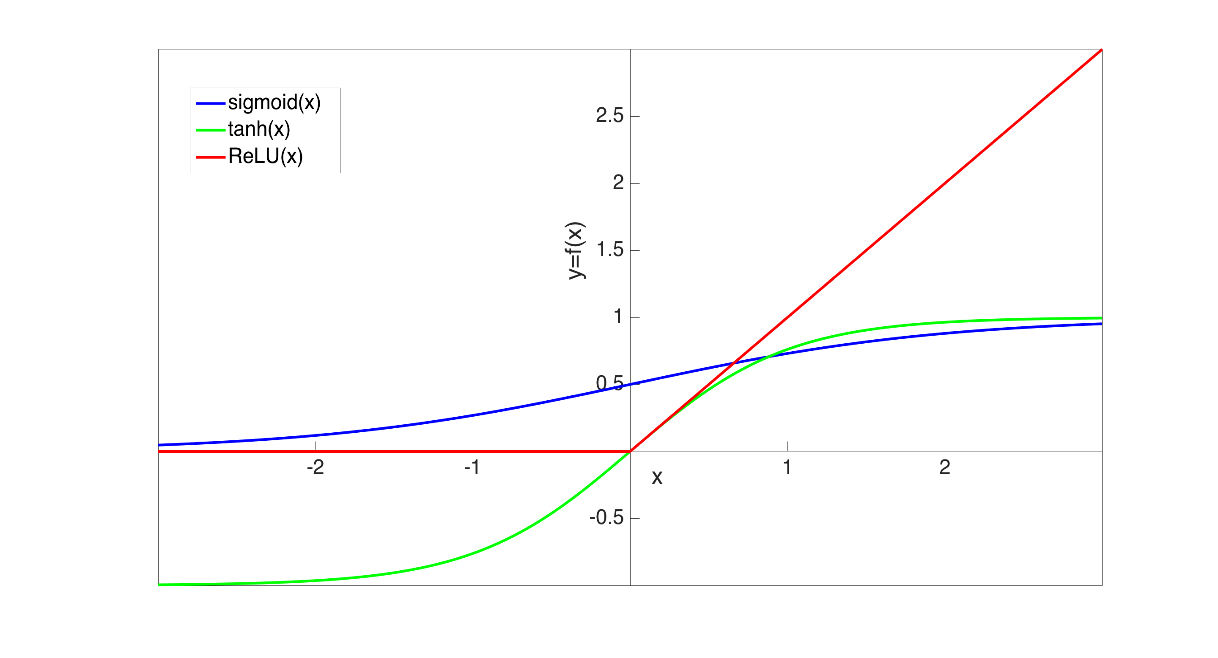 sigmoid(x)
tanh(x)
ReLU(x)
2.5
2
1.5
y=f(x)
1
0.5
-2
-1
x
1
2
-0.5